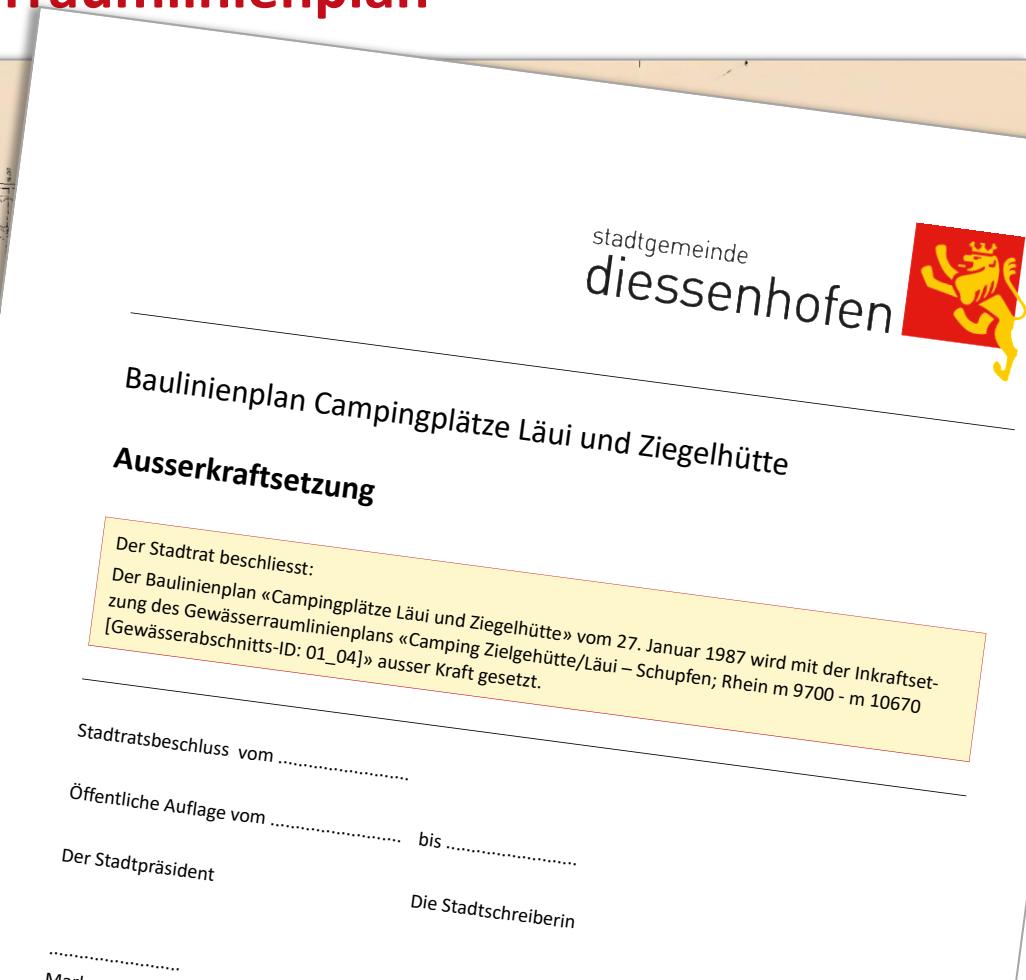 stadtgemeinde
diessenhofen
Baulinienplan Campingplätze Läui und Ziegelhütte
Ausserkraftsetzung
Der Stadtrat beschliesst:
Der Baulinienplan «Campingplätze Läui und Ziegelhütte» vom 27. Januar 1987 wird mit der Inkraftset-
zung des Gewässerraumlinienplans «Camping Zielgehütte/Läui – Schupfen; Rhein m 9700 - m 10670
[Gewässerabschnitts-ID: 01_04]» ausser Kraft gesetzt.
Stadtratsbeschluss vom .........................
Öffentliche Auflage vom ......................... bis .........................
Der Stadtpräsident
Die Stadtschreiberin
.........................